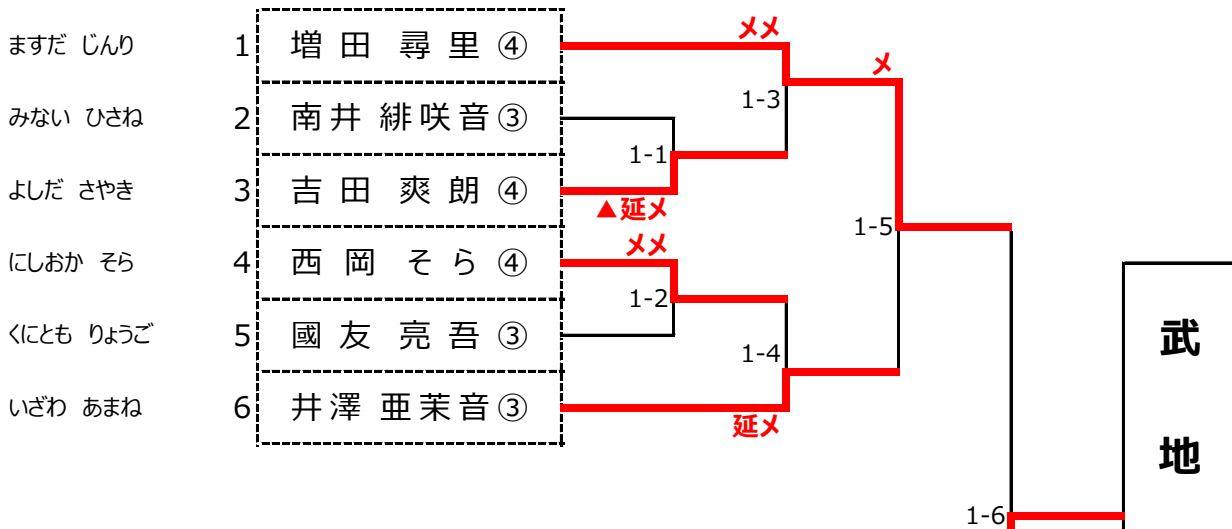 ますだ じんり 1 増田 尋里 ④ メメ
メ
みない ひさね 2 南井 緋咲音 ③ 1-3
1-1
よしだ さやき 3 吉田 爽朗 ④ ▲延メ
1-5
にしおか そら 4 西岡 そら ④ メメ
1-2
くにとも りょうご 5 國友 亮吾 ③
1-4
いざわ あまね 6 井澤 亜茉音 ③ 延メ
1-6
武
地